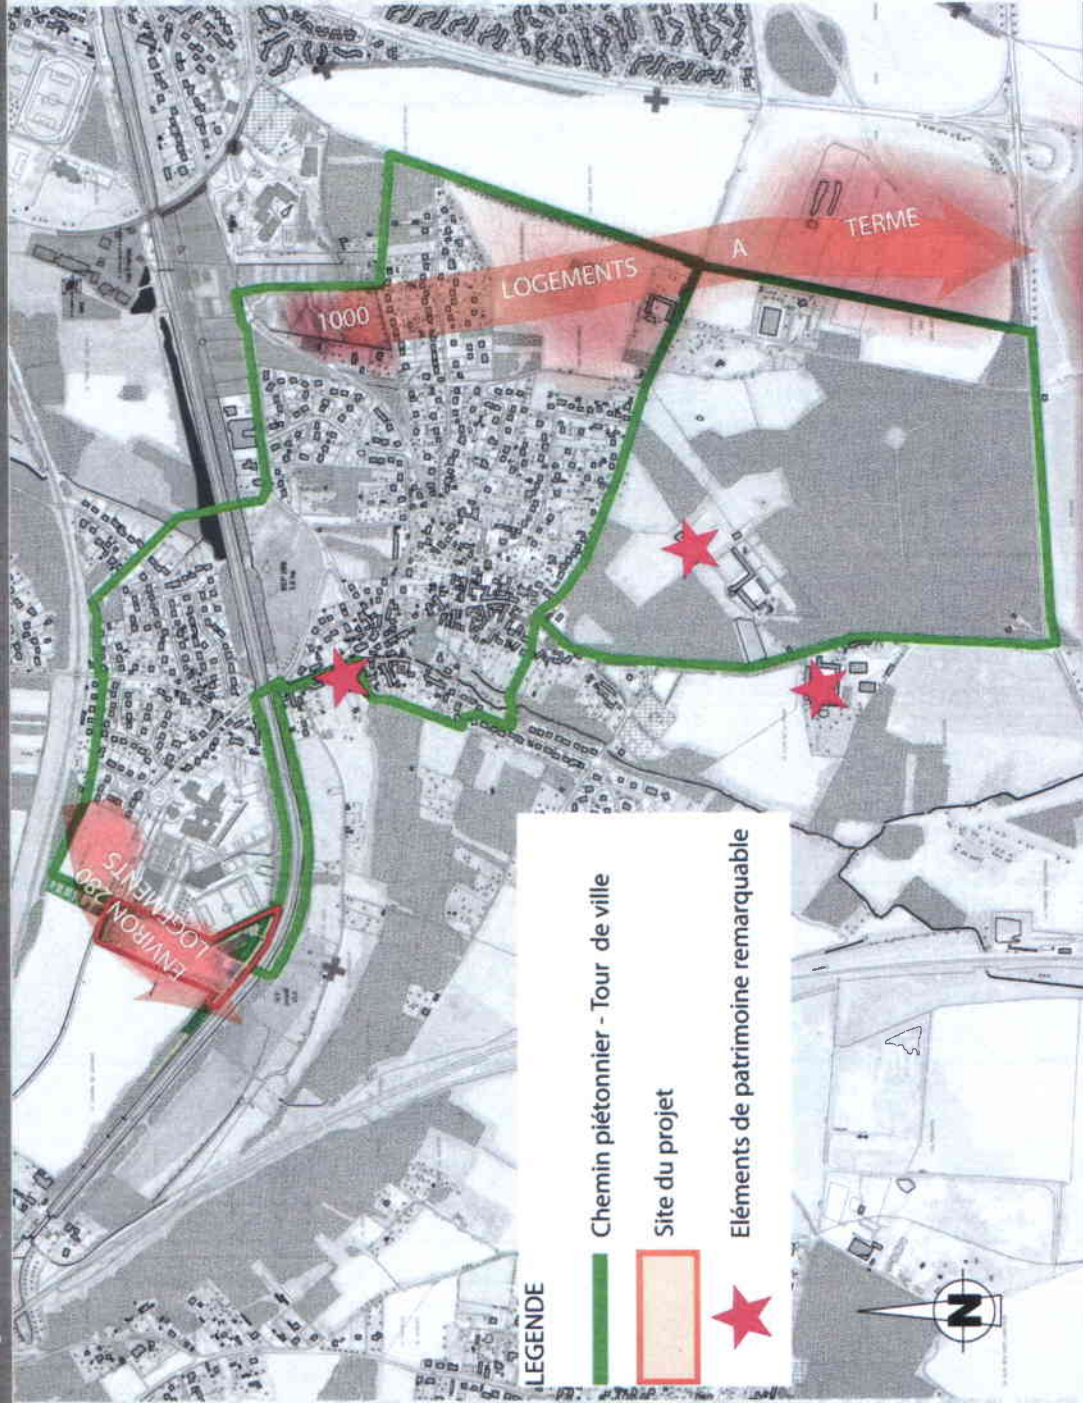 1000
LOGEMENTS
A
TERME
ENVIRON 280
LOGEMENTS
LEGENDE
Chemin piétonnier - Tour de ville
Site du projet
Eléments de patrimoine remarquable
N